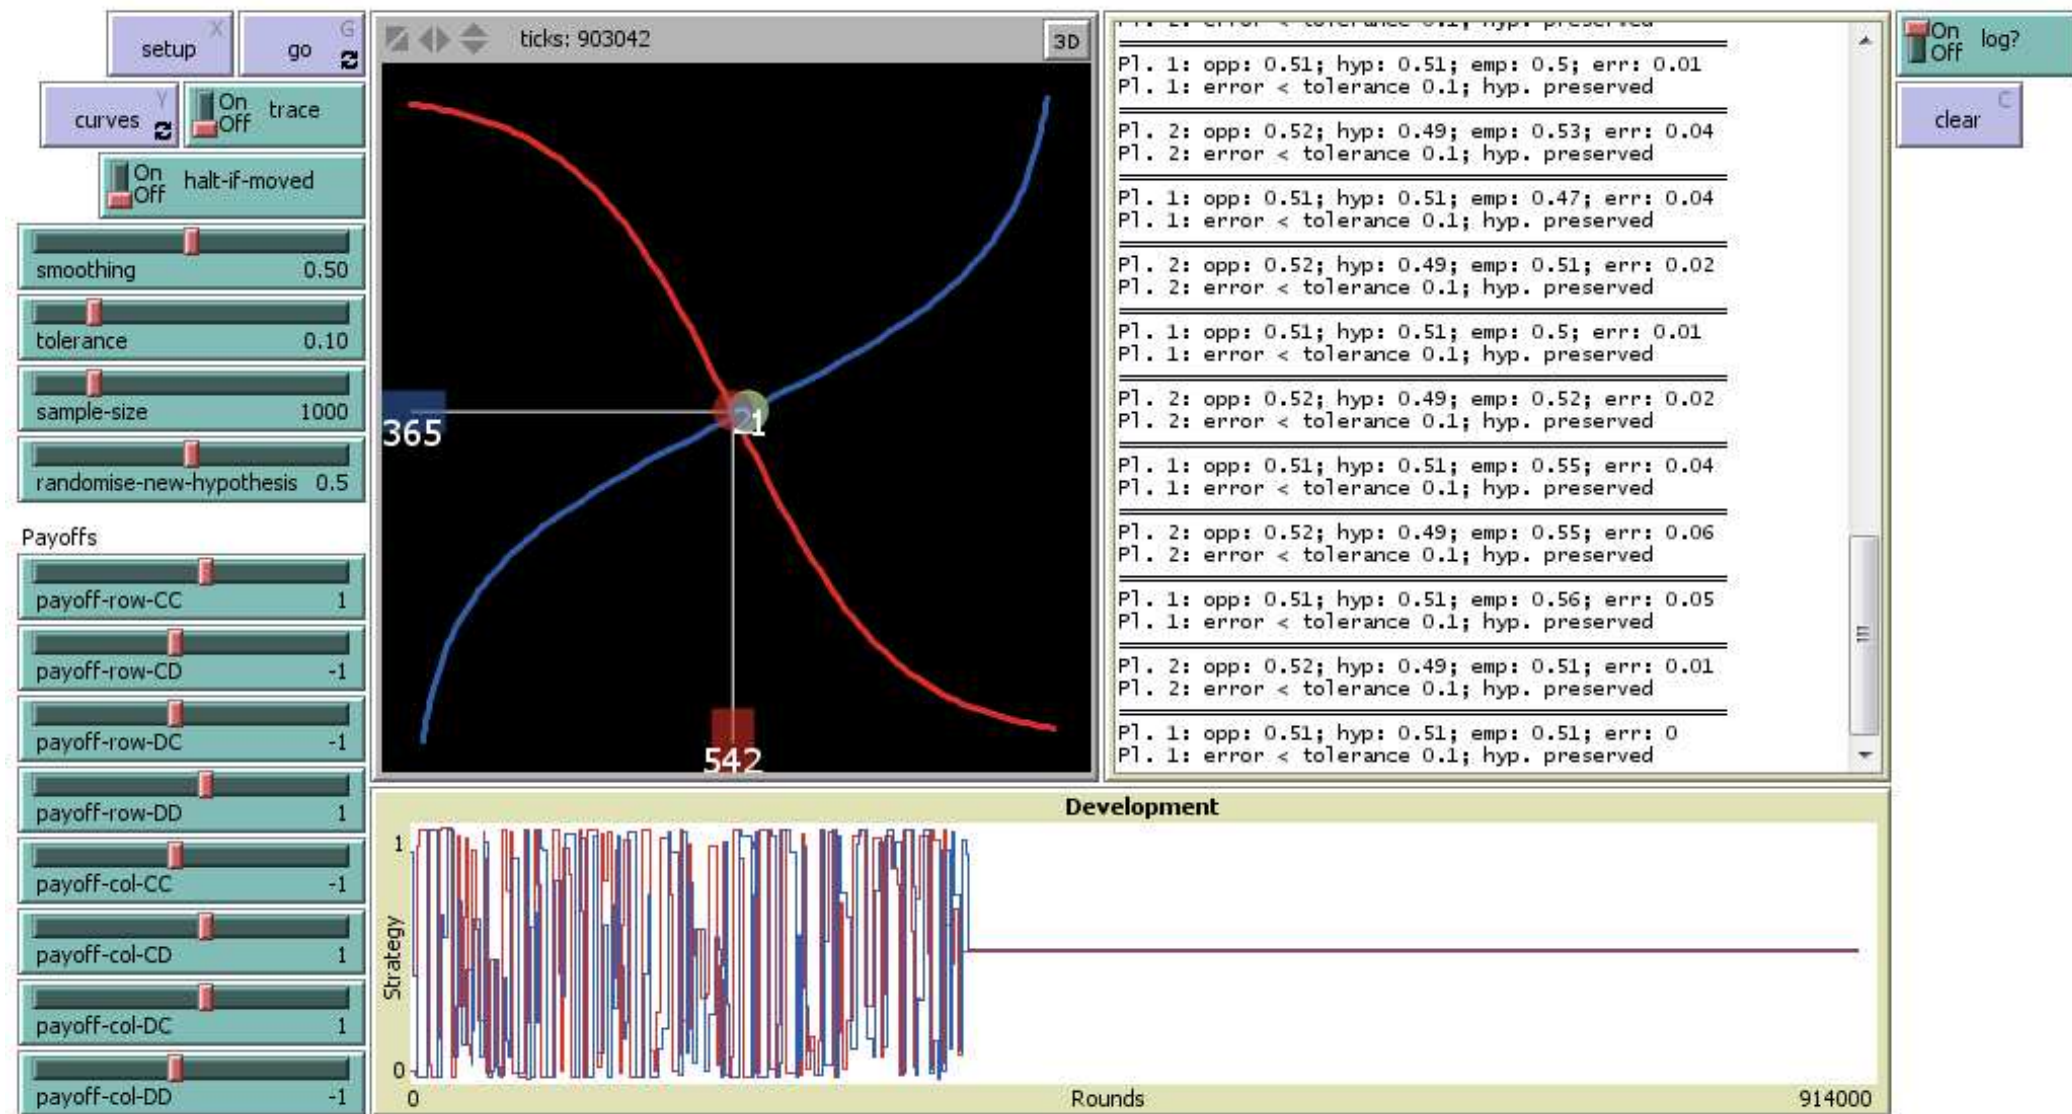 X
setup
G
go
Y
curves
On
Off
trace
On
Off
halt-if-moved
smoothing 0.50
tolerance 0.10
sample-size 1000
randomise-new-hypothesis 0.5
Payoffs
payoff-row-CC 1
payoff-row-CD -1
payoff-row-DC -1
payoff-row-DD 1
payoff-col-CC -1
payoff-col-CD 1
payoff-col-DC 1
payoff-col-DD -1
ticks: 903042
3D
365
21
542
Pl. 2: error < tolerance 0.1; hyp. preserved
Pl. 1: opp: 0.51; hyp: 0.51; emp: 0.5; err: 0.01
Pl. 1: error < tolerance 0.1; hyp. preserved
Pl. 2: opp: 0.52; hyp: 0.49; emp: 0.53; err: 0.04
Pl. 2: error < tolerance 0.1; hyp. preserved
Pl. 1: opp: 0.51; hyp: 0.51; emp: 0.47; err: 0.04
Pl. 1: error < tolerance 0.1; hyp. preserved
Pl. 2: opp: 0.52; hyp: 0.49; emp: 0.51; err: 0.02
Pl. 2: error < tolerance 0.1; hyp. preserved
Pl. 1: opp: 0.51; hyp: 0.51; emp: 0.5; err: 0.01
Pl. 1: error < tolerance 0.1; hyp. preserved
Pl. 2: opp: 0.52; hyp: 0.49; emp: 0.52; err: 0.02
Pl. 2: error < tolerance 0.1; hyp. preserved
Pl. 1: opp: 0.51; hyp: 0.51; emp: 0.55; err: 0.04
Pl. 1: error < tolerance 0.1; hyp. preserved
Pl. 2: opp: 0.52; hyp: 0.49; emp: 0.55; err: 0.06
Pl. 2: error < tolerance 0.1; hyp. preserved
Pl. 1: opp: 0.51; hyp: 0.51; emp: 0.56; err: 0.05
Pl. 1: error < tolerance 0.1; hyp. preserved
Pl. 2: opp: 0.52; hyp: 0.49; emp: 0.51; err: 0.01
Pl. 2: error < tolerance 0.1; hyp. preserved
Pl. 1: opp: 0.51; hyp: 0.51; emp: 0.51; err: 0
Pl. 1: error < tolerance 0.1; hyp. preserved
On
Off
log?
C
clear
Development
1
Strategy
0
0
Rounds
914000